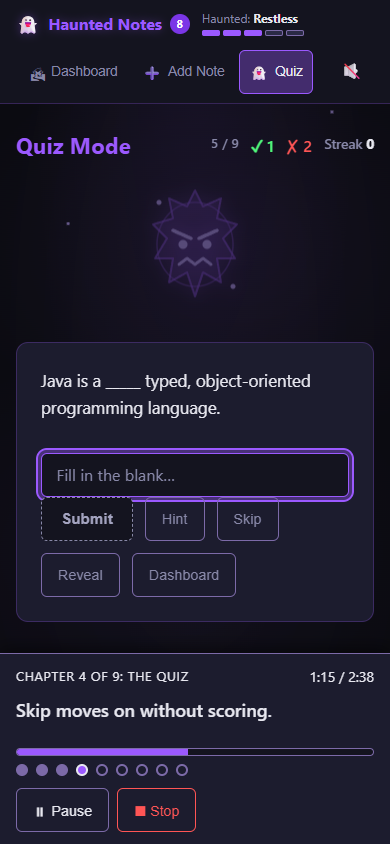 Haunted Notes 8
Haunted: Restless
Dashboard
Add Note
Quiz
Quiz Mode
5 / 9 ✓ 1 ✗ 2 Streak 0
Java is a _____ typed, object-oriented
programming language.
Fill in the blank...
Submit
Hint
Skip
Reveal
Dashboard
CHAPTER 4 OF 9: THE QUIZ
1:15 / 2:38
Skip moves on without scoring.
Pause
Stop